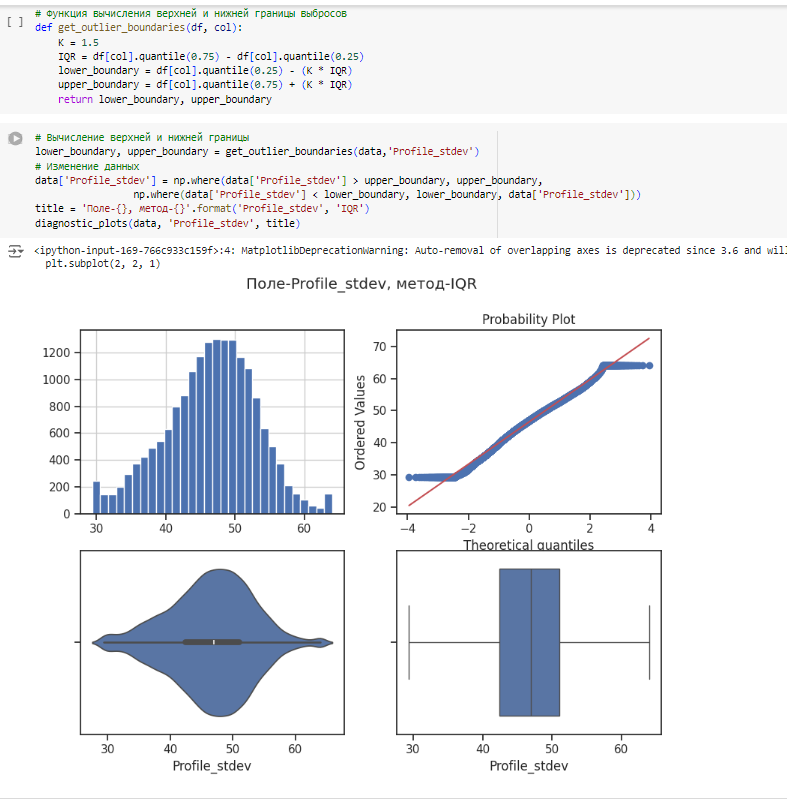 # Функция вычисления верхней и нижней границы выбросов
[ ] def get_outlier_boundaries(df, col):
K = 1.5
IQR = df[col].quantile(0.75) - df[col].quantile(0.25)
lower_boundary = df[col].quantile(0.25) - (K * IQR)
upper_boundary = df[col].quantile(0.75) + (K * IQR)
return lower_boundary, upper_boundary
# Вычисление верхней и нижней границы
lower_boundary, upper_boundary = get_outlier_boundaries(data,'Profile_stdev')
# Изменение данных
data['Profile_stdev'] = np.where(data['Profile_stdev'] > upper_boundary, upper_boundary,
np.where(data['Profile_stdev'] < lower_boundary, lower_boundary, data['Profile_stdev']))
title = 'Поле-{}, метод-{}'.format('Profile_stdev', 'IQR')
diagnostic_plots(data, 'Profile_stdev', title)
<ipython-input-169-766c933c159f>:4: MatplotlibDeprecationWarning: Auto-removal of overlapping axes is deprecated since 3.6 and will
plt.subplot(2, 2, 1)
Поле-Profile_stdev, метод-IQR
1200
1000
800
600
400
200
0
30 40 50 60
Probability Plot
Ordered Values
70
60
50
40
30
20
−4 −2 0 2 4
Theoretical quantiles
30 40 50 60
Profile_stdev
30 40 50 60
Profile_stdev